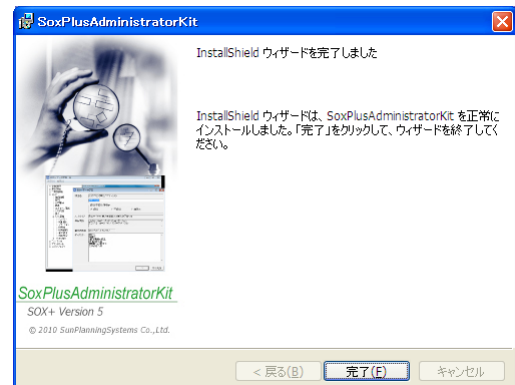 SoxPlusAdministratorKit
InstallShield ウィザードを完了しました
InstallShield ウィザードは、SoxPlusAdministratorKit を正常に
インストールしました。「完了」をクリックして、ウィザードを終了してく
ださい。
SoxPlusAdministratorKit
SOX+ Version 5
© 2010 SunPlanningSystems Co.,Ltd.
< 戻る(B)
完了(F)
キャンセル